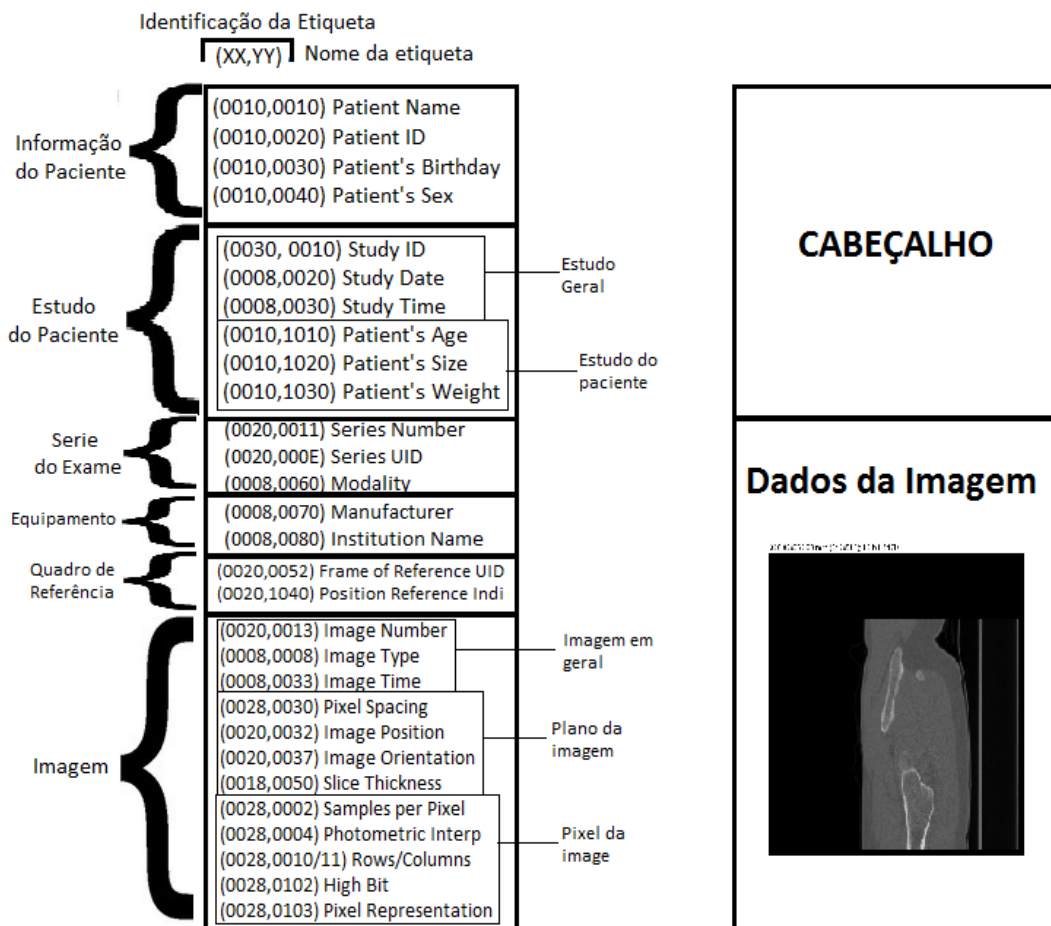 Identificação da Etiqueta
(XX,YY) Nome da etiqueta
Informação
do Paciente
(0010,0010) Patient Name
(0010,0020) Patient ID
(0010,0030) Patient's Birthday
(0010,0040) Patient's Sex
Estudo
do Paciente
(0030, 0010) Study ID
(0008,0020) Study Date
(0008,0030) Study Time
Estudo
Geral
(0010,1010) Patient's Age
(0010,1020) Patient's Size
(0010,1030) Patient's Weight
Estudo do
paciente
Serie
do Exame
(0020,0011) Series Number
(0020,000E) Series UID
(0008,0060) Modality
Equipamento
(0008,0070) Manufacturer
(0008,0080) Institution Name
Quadro de
Referência
(0020,0052) Frame of Reference UID
(0020,1040) Position Reference Indi
Imagem
(0020,0013) Image Number
(0008,0008) Image Type
(0008,0033) Image Time
Imagem em
geral
(0028,0030) Pixel Spacing
(0020,0032) Image Position
(0020,0037) Image Orientation
(0018,0050) Slice Thickness
Plano da
imagem
(0028,0002) Samples per Pixel
(0028,0004) Photometric Interp
(0028,0010/11) Rows/Columns
(0028,0102) High Bit
(0028,0103) Pixel Representation
Pixel da
image
CABEÇALHO
Dados da Imagem